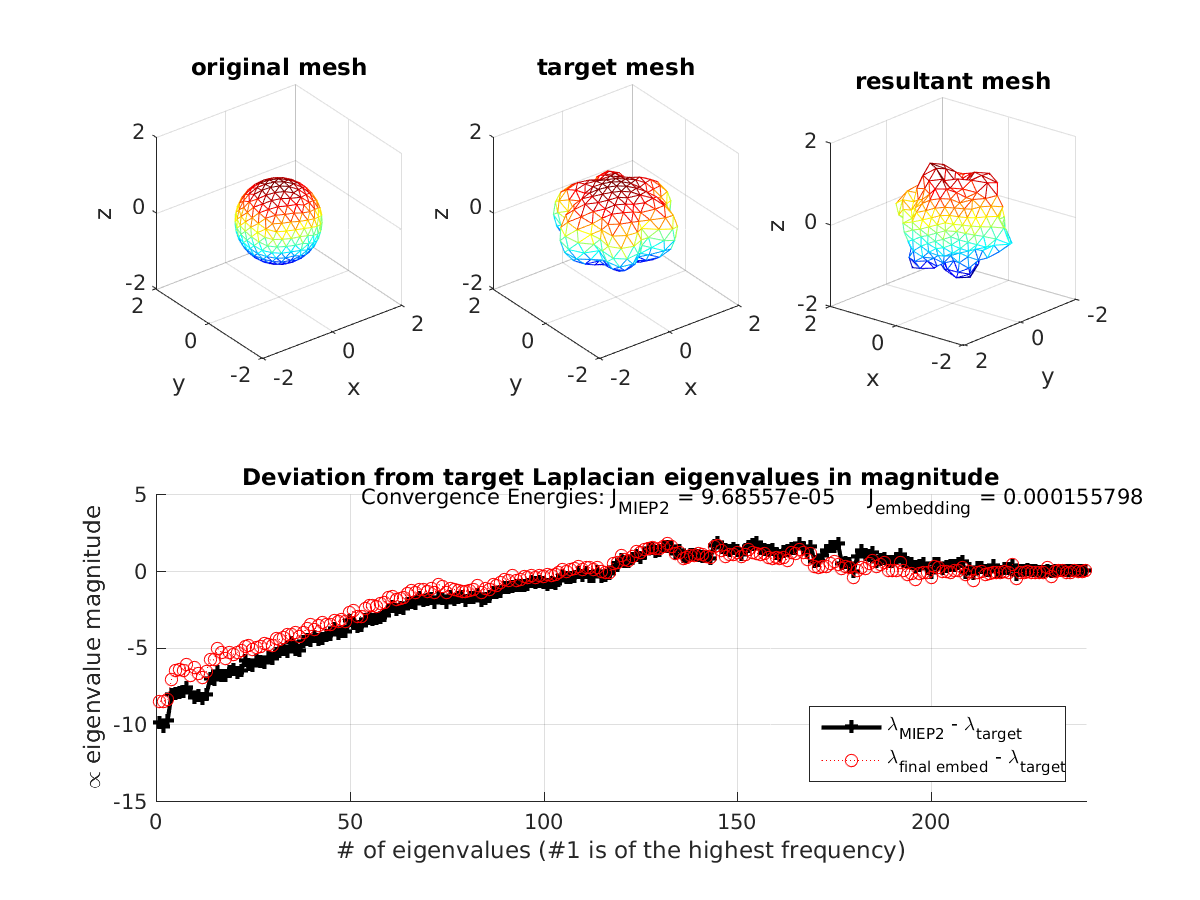 original mesh
target mesh
resultant mesh
2
0
-2
z
2
0
-2
y
-2
0
2
x
2
0
-2
z
2
0
-2
y
-2
0
2
x
2
0
-2
z
2
0
-2
x
2
0
-2
y
Deviation from target Laplacian eigenvalues in magnitude
Convergence Energies: J_MIEP2 = 9.68557e-05 J_embedding = 0.000155798
5
0
-5
-10
-15
∝ eigenvalue magnitude
λ_MIEP2 - λ_target
λ_final embed - λ_target
0 50 100 150 200
# of eigenvalues (#1 is of the highest frequency)